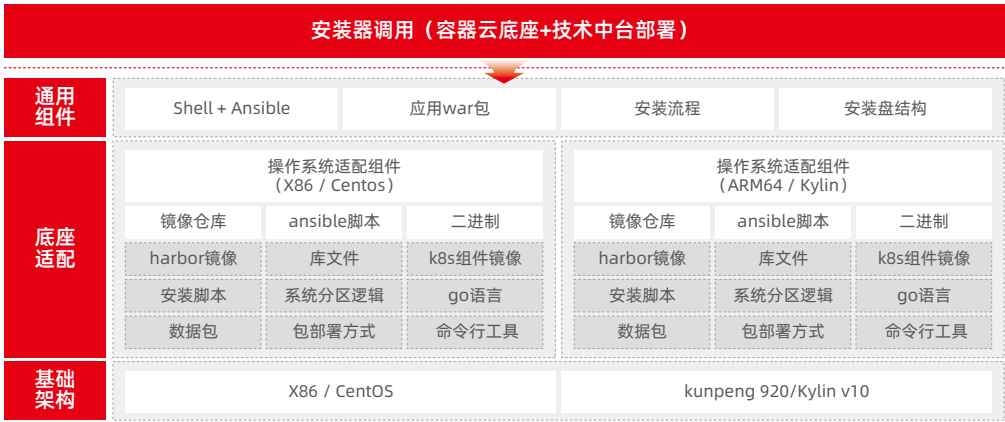 安装器调用（容器云底座+技术中台部署）
通用
组件
Shell + Ansible
应用war包
安装流程
安装盘结构
底座
适配
操作系统适配组件
（X86 / Centos）
镜像仓库
ansible脚本
二进制
harbor镜像
库文件
k8s组件镜像
安装脚本
系统分区逻辑
go语言
数据包
包部署方式
命令行工具
操作系统适配组件
（ARM64 / Kylin）
镜像仓库
ansible脚本
二进制
harbor镜像
库文件
k8s组件镜像
安装脚本
系统分区逻辑
go语言
数据包
包部署方式
命令行工具
基础
架构
X86 / CentOS
kunpeng 920/Kylin v10